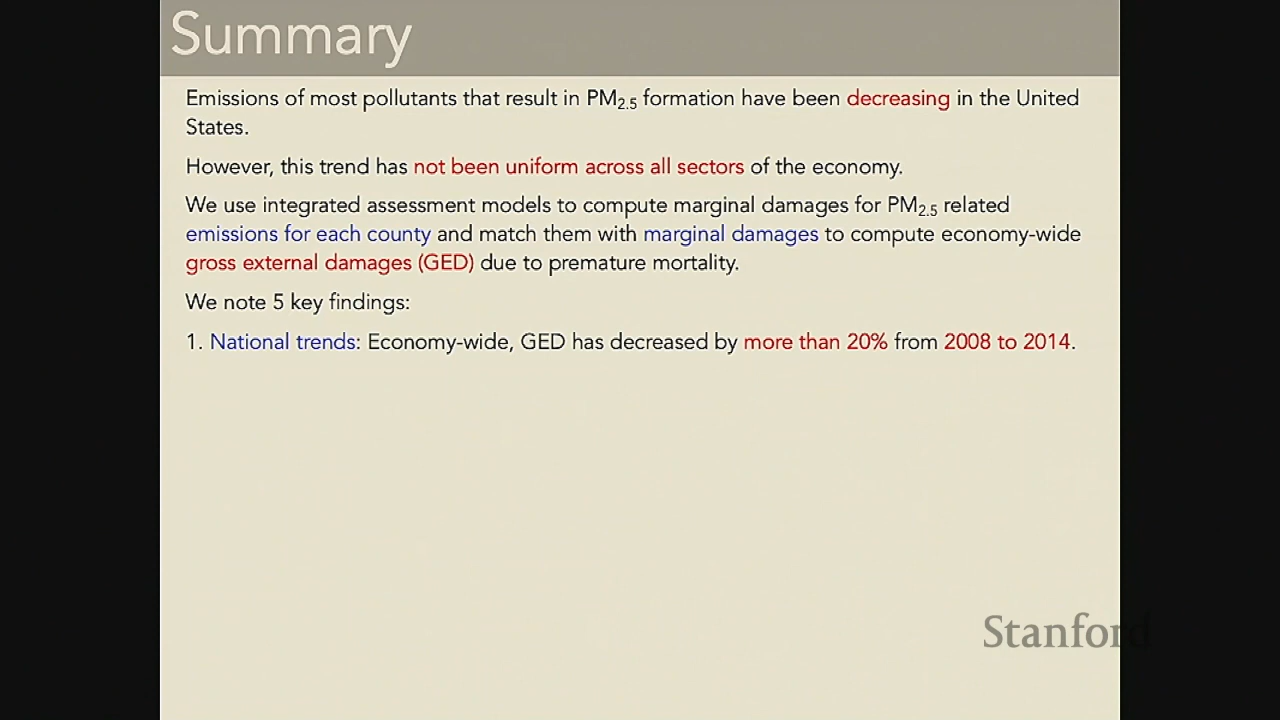 Summary
Emissions of most pollutants that result in PM2.5 formation have been decreasing in the United
States.
However, this trend has not been uniform across all sectors of the economy.
We use integrated assessment models to compute marginal damages for PM2.5 related
emissions for each county and match them with marginal damages to compute economy-wide
gross external damages (GED) due to premature mortality.
We note 5 key findings:
1. National trends: Economy-wide, GED has decreased by more than 20% from 2008 to 2014.
Stanford